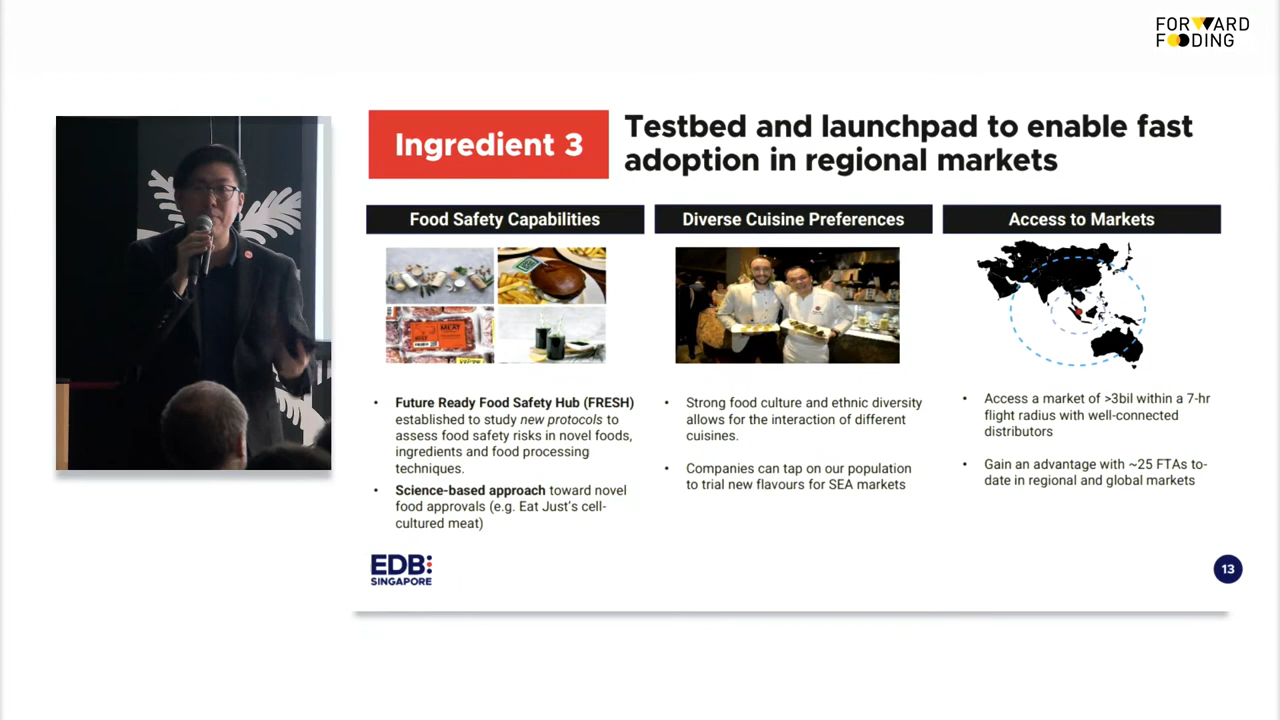 FORWARD
FOODING
Ingredient 3
Testbed and launchpad to enable fast
adoption in regional markets
Food Safety Capabilities
Diverse Cuisine Preferences
Access to Markets
MEAT
• Future Ready Food Safety Hub (FRESH)
established to study new protocols to
assess food safety risks in novel foods,
ingredients and food processing
techniques.
• Science-based approach toward novel
food approvals (e.g. Eat Just's cell-
cultured meat)
• Strong food culture and ethnic diversity
allows for the interaction of different
cuisines.
• Companies can tap on our population
to trial new flavours for SEA markets
• Access a market of >3bil within a 7-hr
flight radius with well-connected
distributors
• Gain an advantage with ~25 FTAs to-
date in regional and global markets
EDB
SINGAPORE
13